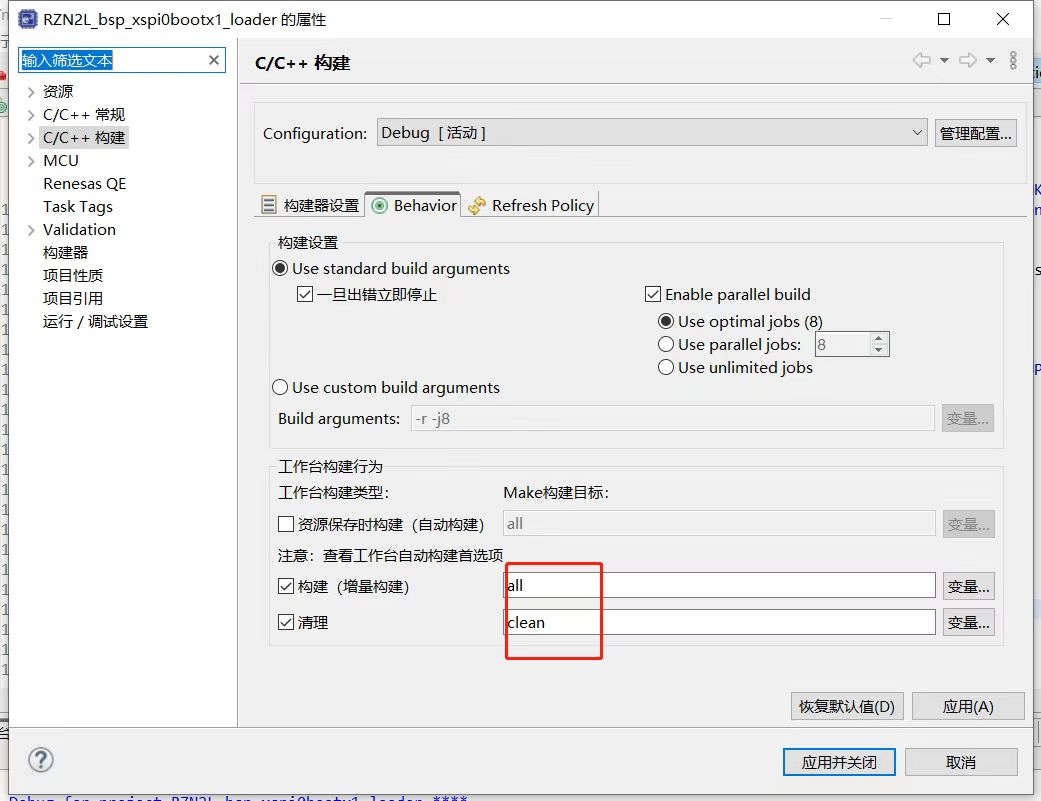 RZN2L_bsp_xspi0bootx1_loader 的属性
输入筛选文本
资源
C/C++ 常规
C/C++ 构建
MCU
Renesas QE
Task Tags
Validation
构建器
项目性质
项目引用
运行 / 调试设置
C/C++ 构建
Configuration: Debug [ 活动 ] 管理配置...
构建器设置 Behavior Refresh Policy
构建设置
Use standard build arguments
一旦出错立即停止 Enable parallel build
Use optimal jobs (8)
Use parallel jobs: 8
Use unlimited jobs
Use custom build arguments
Build arguments: -r -j8 变量...
工作台构建行为
工作台构建类型: Make构建目标:
资源保存时构建（自动构建） all 变量...
注意：查看工作台自动构建首选项
构建（增量构建） all 变量...
清理 clean 变量...
恢复默认值(D) 应用(A)
应用并关闭 取消
Debug for project RZN2L_bsp_xspi0bootx1_loader ****